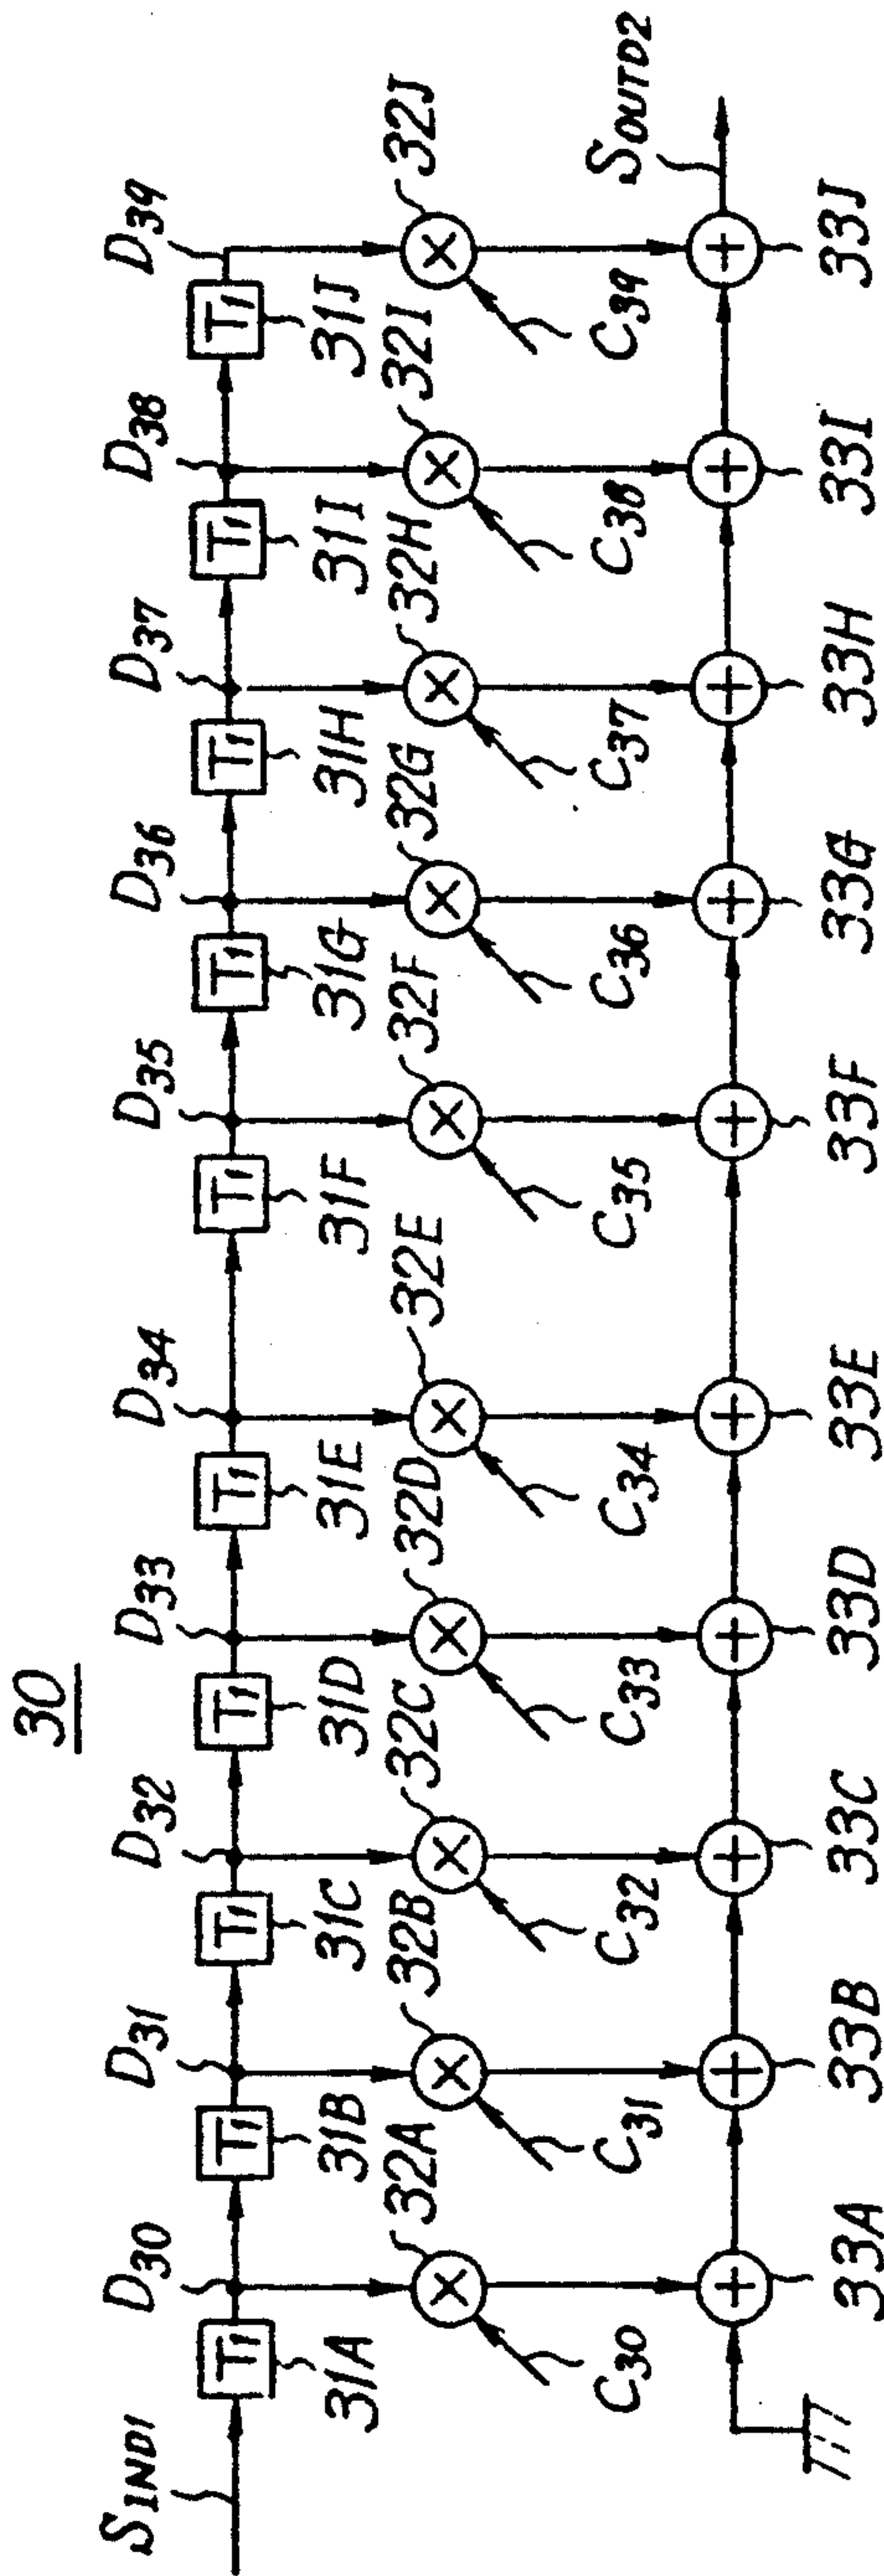 30
S_IND1 D30 D31 D32 D33 D34 D35 D36 D37 D38 D39
T1 T1 T1 T1 T1 T1 T1 T1 T1 T1
31A 31B 31C 31D 31E 31F 31G 31H 31I 31J
32A 32B 32C 32D 32E 32F 32G 32H 32I 32J
× × × × × × × × × ×
C30 C31 C32 C33 C34 C35 C36 C37 C38 C39
S_OUTD2
+ + + + + + + + + +
33A 33B 33C 33D 33E 33F 33G 33H 33I 33J